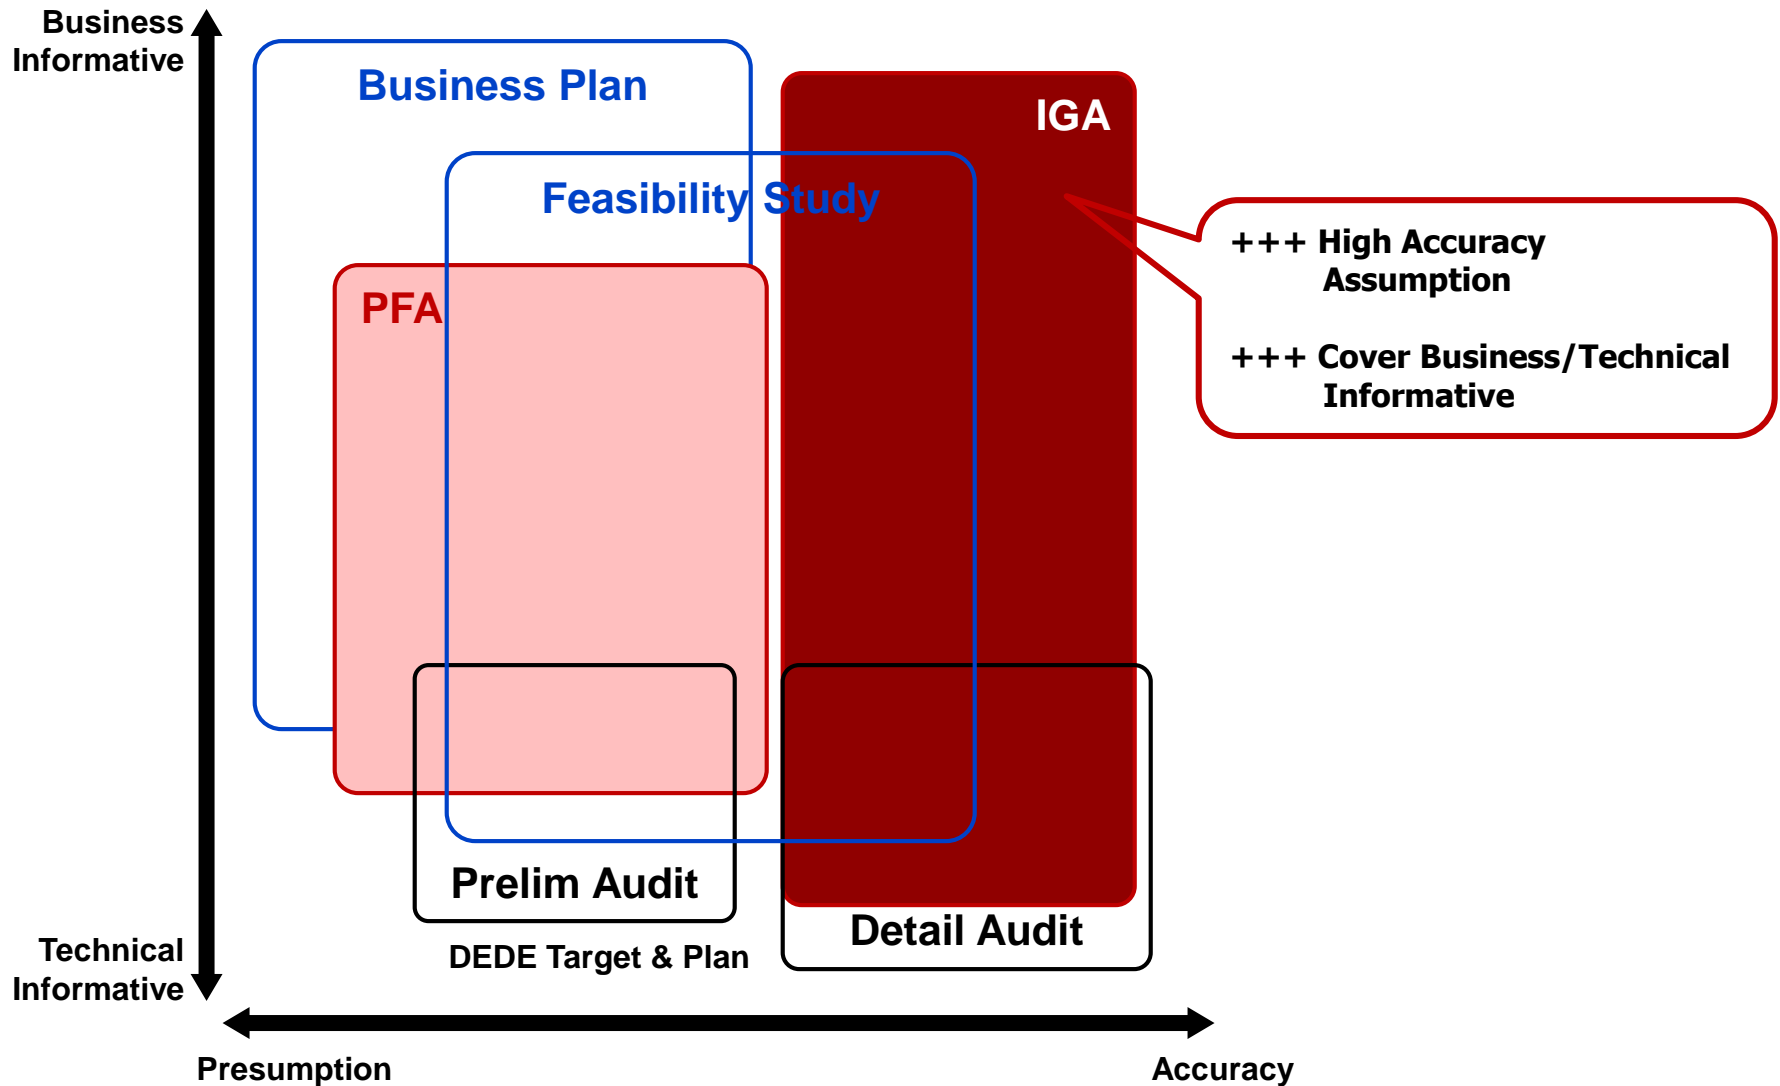 Business
Informative
Business Plan
IGA
Feasibility Study
+++ High Accuracy
Assumption
PFA
+++ Cover Business/Technical
Informative
Prelim Audit
Detail Audit
DEDE Target & Plan
Technical
Informative
Presumption
Accuracy